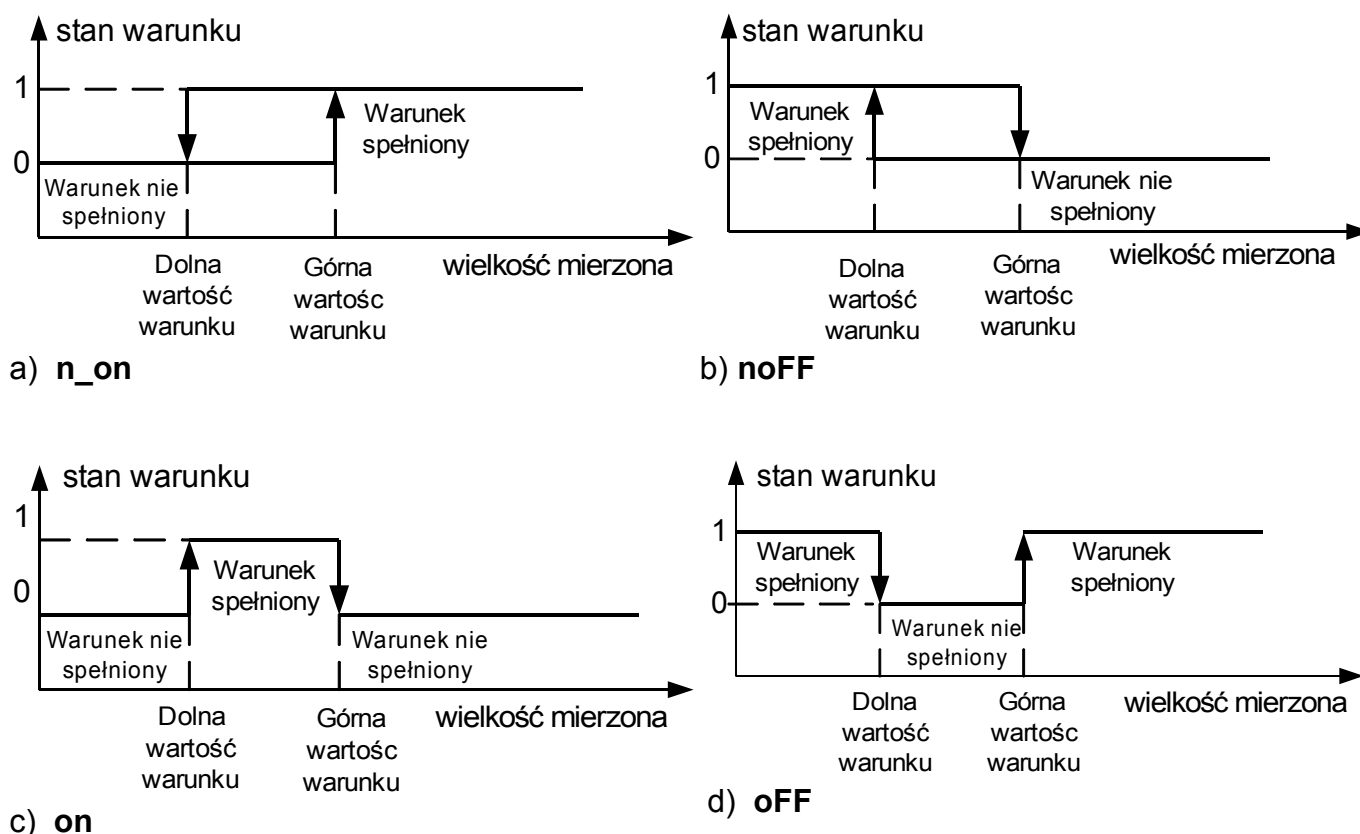 stan warunku
1
Warunek
spełniony
0
Warunek nie
spełniony
Dolna
wartość
warunku
Górna
wartośc
warunku
wielkość mierzona
a) n_on
stan warunku
1
Warunek
spełniony
0
Warunek nie
spełniony
Dolna
wartość
warunku
Górna
wartośc
warunku
wielkość mierzona
b) noFF
stan warunku
1
Warunek
spełniony
0
Warunek nie
spełniony
Warunek nie
spełniony
Dolna
wartość
warunku
Górna
wartośc
warunku
wielkość mierzona
c) on
stan warunku
1
Warunek
spełniony
Warunek
spełniony
0
Warunek nie
spełniony
Dolna
wartość
warunku
Górna
wartośc
warunku
wielkość mierzona
d) oFF